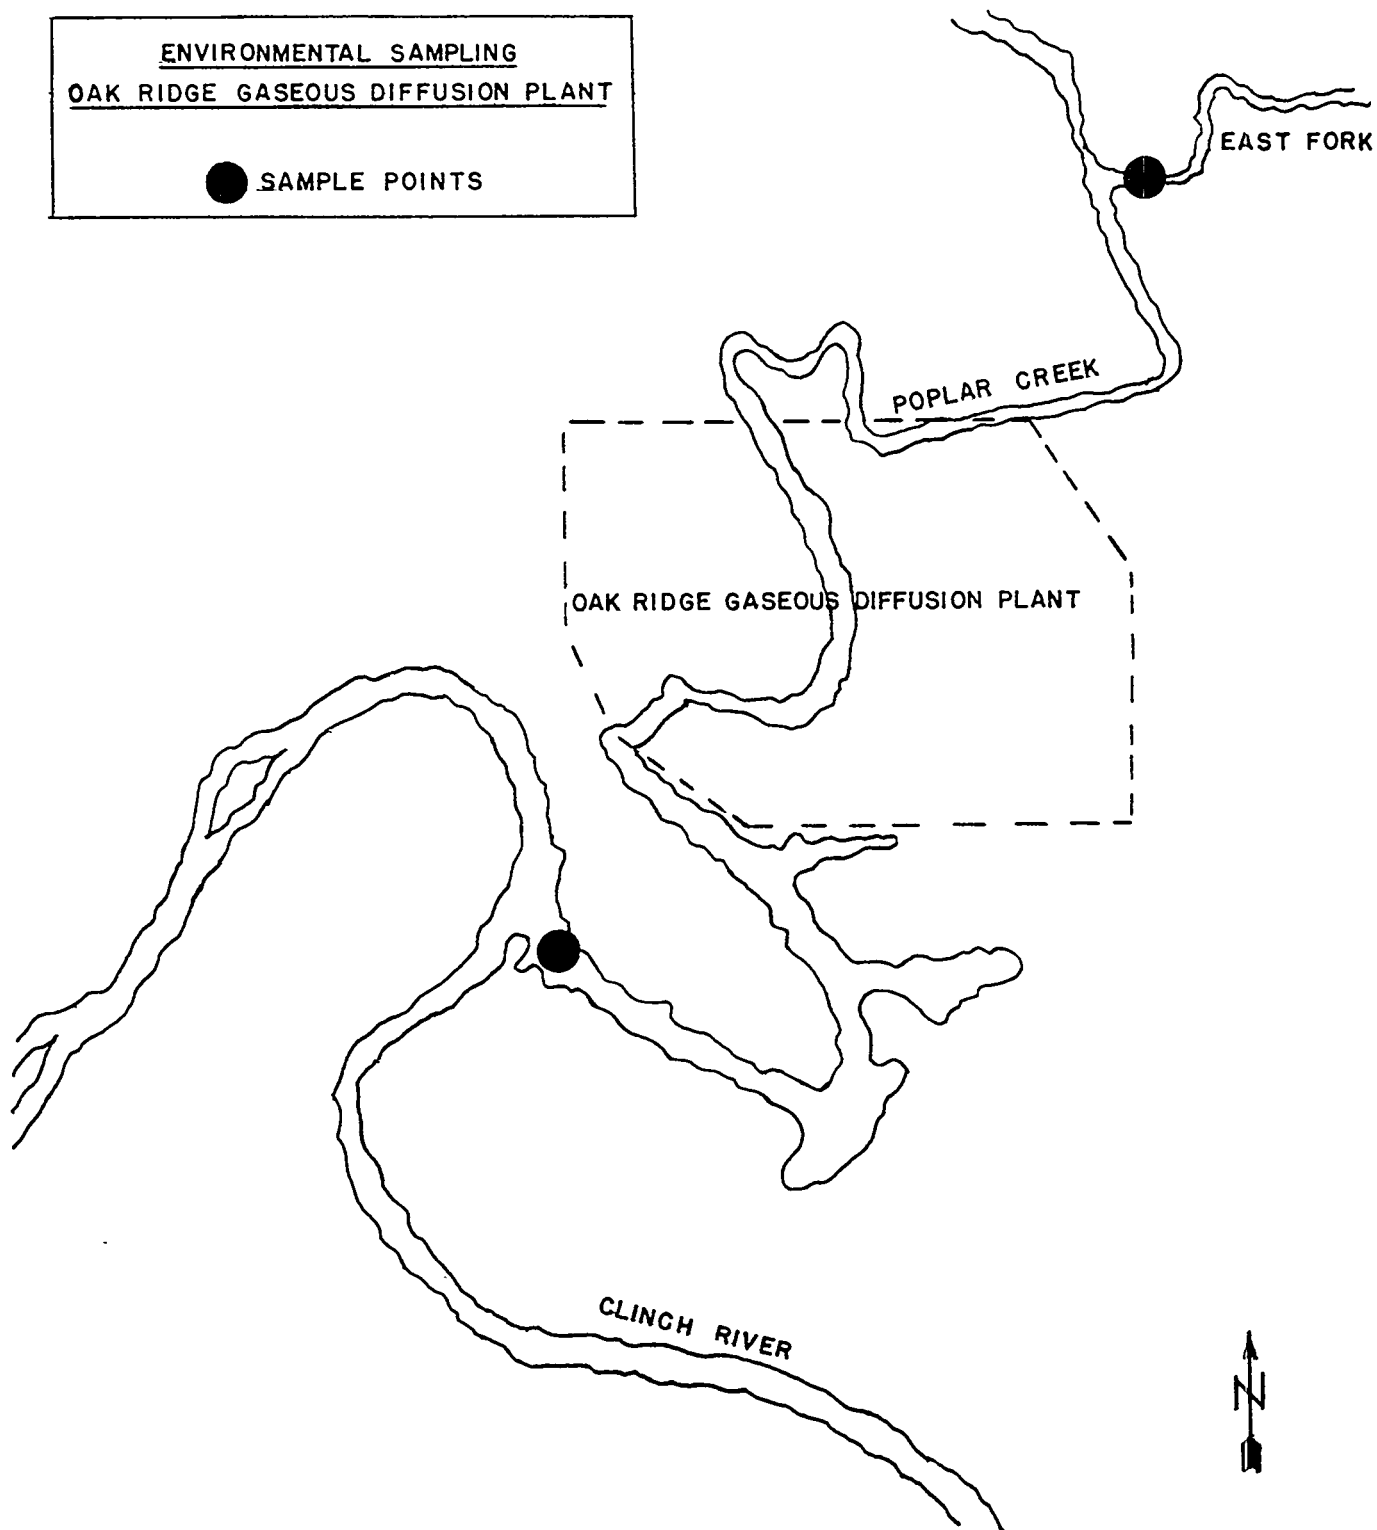 ENVIRONMENTAL SAMPLING
OAK RIDGE GASEOUS DIFFUSION PLANT
SAMPLE POINTS
EAST FORK
POPLAR CREEK
OAK RIDGE GASEOUS DIFFUSION PLANT
CLINCH RIVER
N